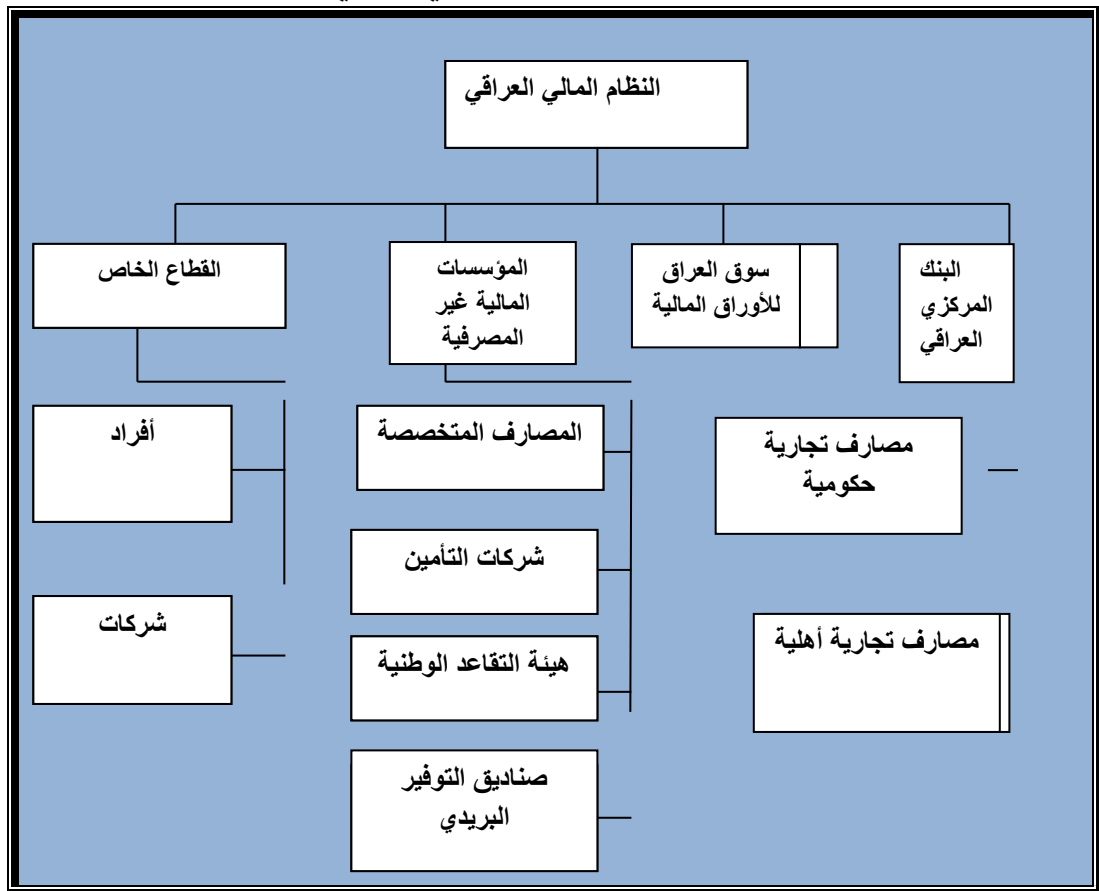 النظام المالي العراقي
البنك
المركزي
العراقي
سوق العراق
للأوراق المالية
المؤسسات
المالية غير
المصرفية
القطاع الخاص
مصارف تجارية
حكومية
المصارف المتخصصة
أفراد
شركات التأمين
مصارف تجارية أهلية
هيئة التقاعد الوطنية
شركات
صناديق التوفير
البريدي